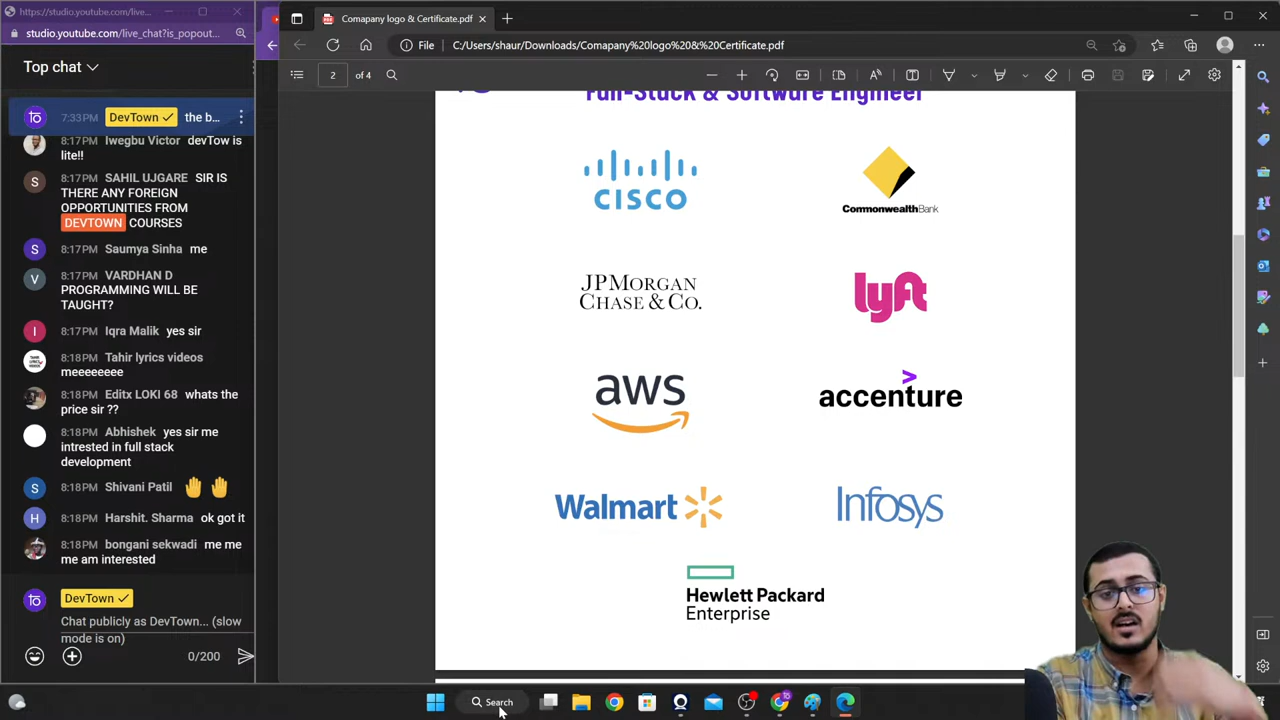 https://studio.youtube.com/live...
studio.youtube.com/live_chat?is_popout...
Top chat
7:33PM DevTown the b...
8:17PM Iwegbu Victor devTow is
lite!!
8:17PM SAHIL UJGARE SIR IS
THERE ANY FOREIGN
OPPORTUNITIES FROM
DEVTOWN COURSES
8:17PM Saumya Sinha me
8:17PM VARDHAN D
PROGRAMMING WILL BE
TAUGHT?
8:17PM Iqra Malik yes sir
8:18PM Tahir lyrics videos
meeeeeeee
8:18PM Editx LOKI 68 whats the
price sir ??
8:18PM Abhishek yes sir me
intrested in full stack
development
8:18PM Shivani Patil
8:18PM Harshit. Sharma ok got it
8:18PM bongani sekwadi me me
me am interested
DevTown
Chat publicly as DevTown... (slow
mode is on)
0/200
Comapany logo & Certificate.pdf
File C:/Users/shaur/Downloads/Comapany%20logo%20&%20Certificate.pdf
2 of 4
Full-Stack & Software Engineer
CISCO
CommonwealthBank
JPMORGAN
CHASE & CO.
lyft
aws
accenture
Walmart
Infosys
Hewlett Packard
Enterprise
Search